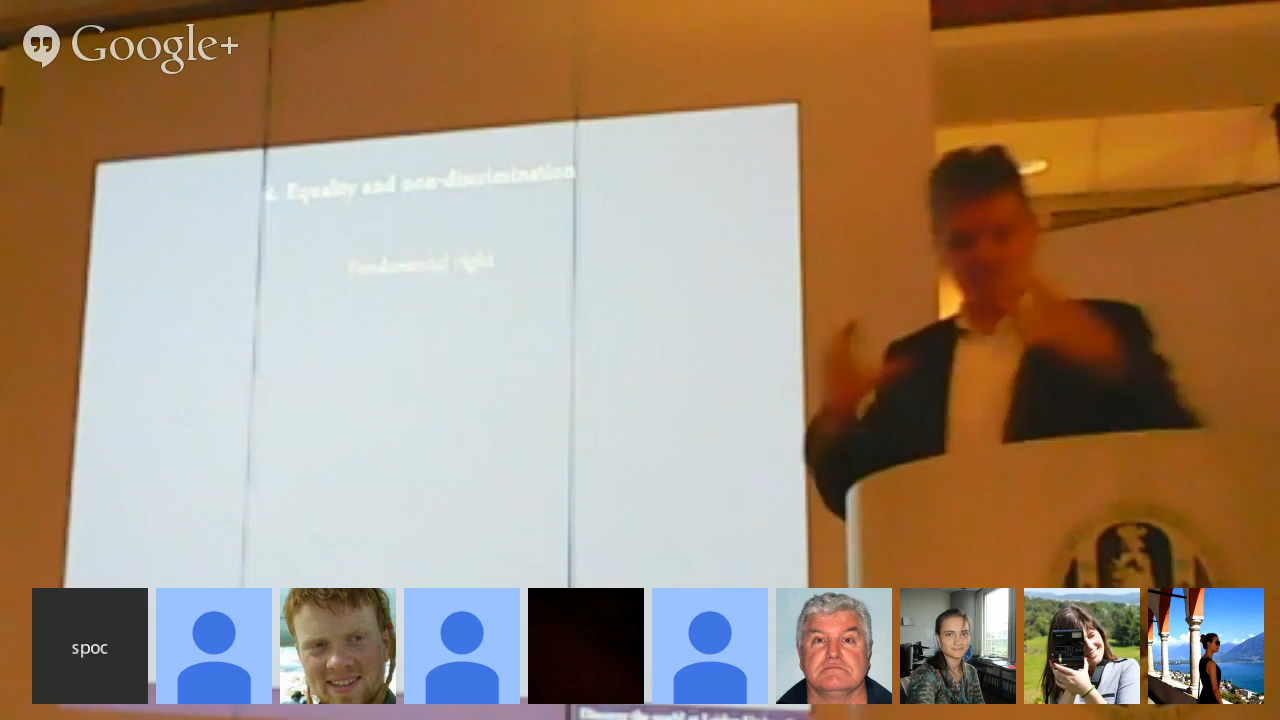 Google+
4. Equality and non-discrimination
Fundamental right
spoc